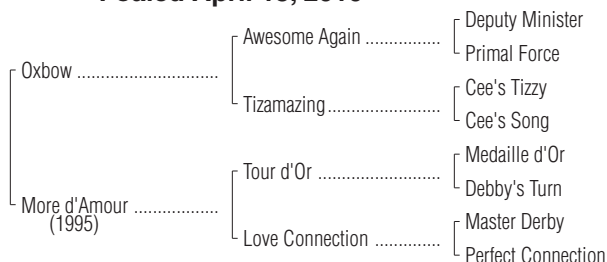 Awesome Again
Deputy Minister
Primal Force
Oxbow
Tizamazing
Cee's Tizzy
Cee's Song
Tour d'Or
Medaille d'Or
Debby's Turn
More d'Amour
(1995)
Love Connection
Master Derby
Perfect Connection